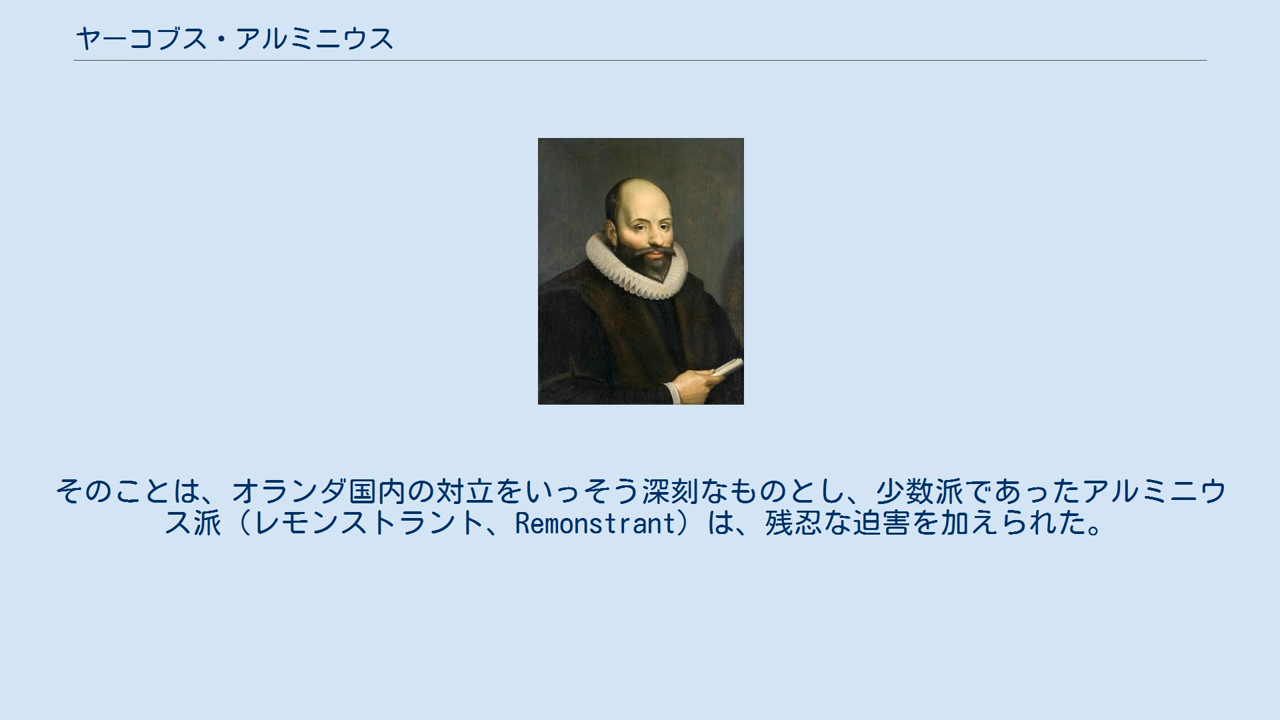 ヤーコブス・アルミニウス
そのことは、オランダ国内の対立をいっそう深刻なものとし、少数派であったアルミニウ
ス派（レモンストラント、Remonstrant）は、残忍な迫害を加えられた。